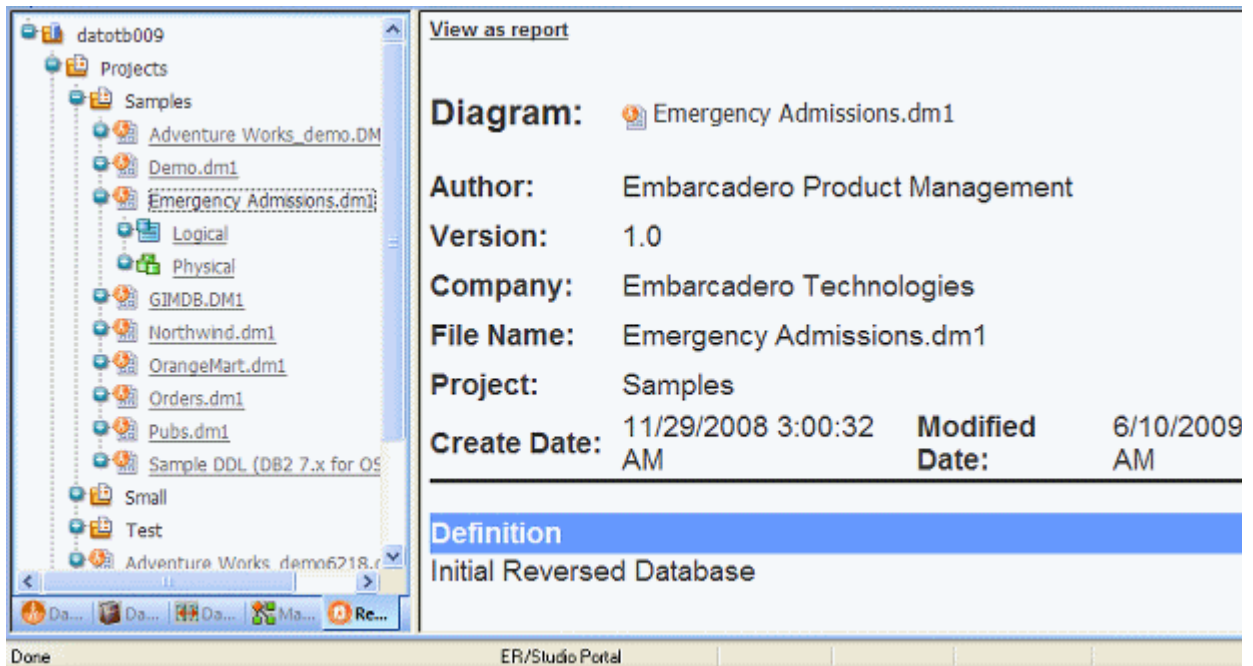 datotb009
Projects
Samples
Adventure Works_demo.DM
Demo.dm1
Emergency Admissions.dm1
Logical
Physical
GIMDB.DM1
Northwind.dm1
OrangeMart.dm1
Orders.dm1
Pubs.dm1
Sample DDL (DB2 7.x for OS
Small
Test
Adventure Works_demo6218.
Da... Da... Da... Ma... Re...
View as report
Diagram: Emergency Admissions.dm1
Author: Embarcadero Product Management
Version: 1.0
Company: Embarcadero Technologies
File Name: Emergency Admissions.dm1
Project: Samples
Create Date: 11/29/2008 3:00:32 AM Modified Date: 6/10/2009 AM
Definition
Initial Reversed Database
Done ER/Studio Portal